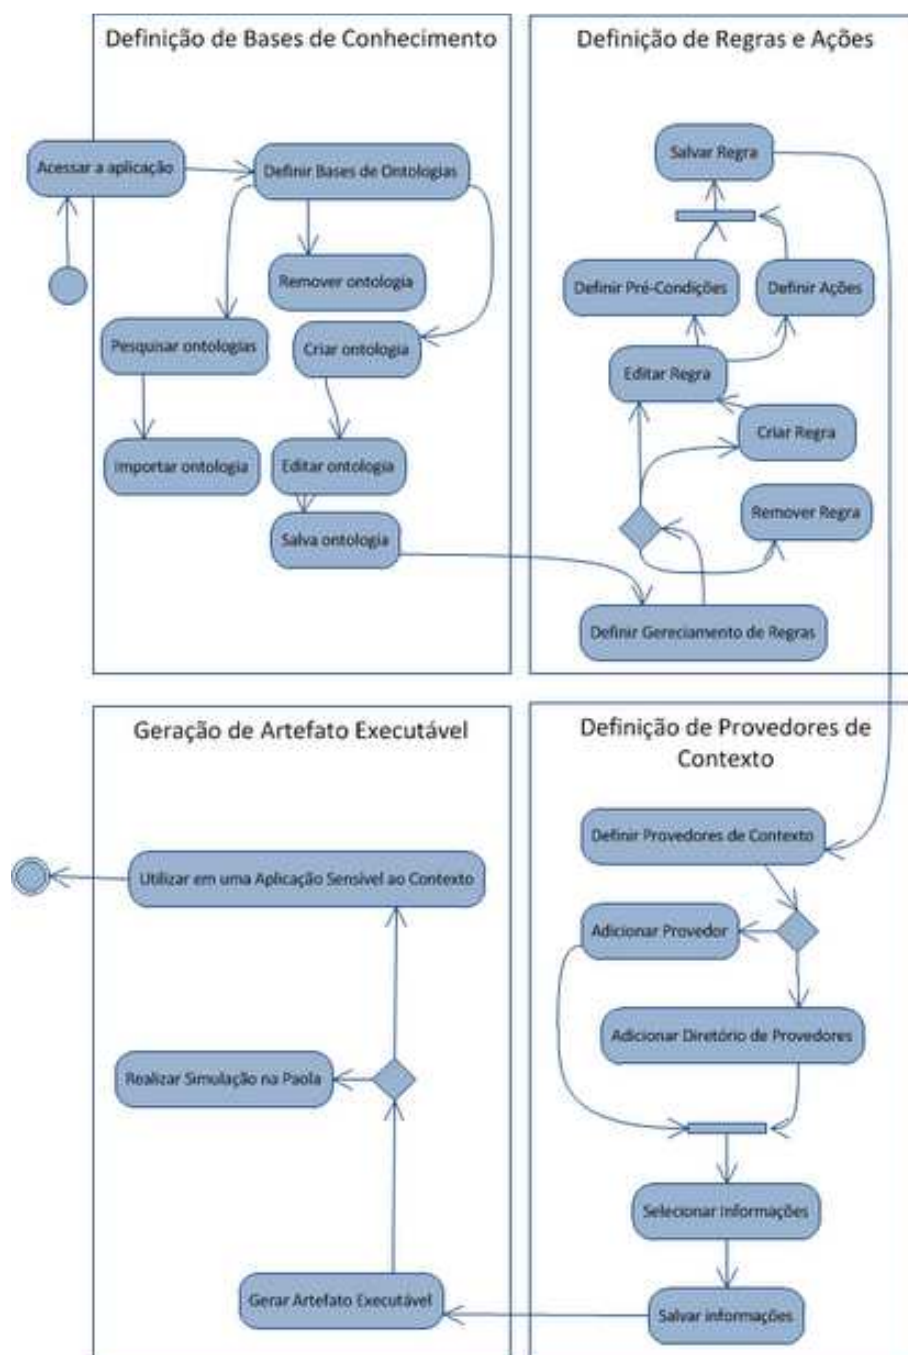 Definição de Bases de Conhecimento
Acessar a aplicação
Definir Bases de Ontologias
Remover ontologia
Pesquisar ontologias
Criar ontologia
Importar ontologia
Editar ontologia
Salva ontologia
Definição de Regras e Ações
Salvar Regra
Definir Pré-Condições
Definir Ações
Editar Regra
Criar Regra
Remover Regra
Definir Gereciamento de Regras
Geração de Artefato Executável
Utilizar em uma Aplicação Sensível ao Contexto
Realizar Simulação na Paola
Gerar Artefato Executável
Definição de Provedores de
Contexto
Definir Provedores de Contexto
Adicionar Provedor
Adicionar Diretório de Provedores
Selecionar Informações
Salvar informações